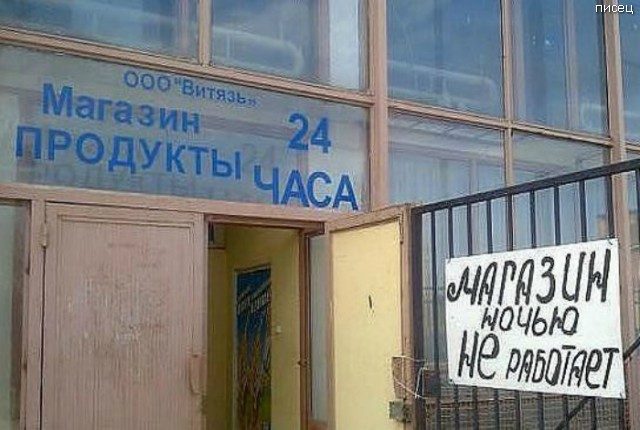 писец
ООО "Витязь"
Магазин 24
ПРОДУКТЫ ЧАСА
МАГАЗИН
НОЧЬЮ
НЕ РАБОТАЕТ